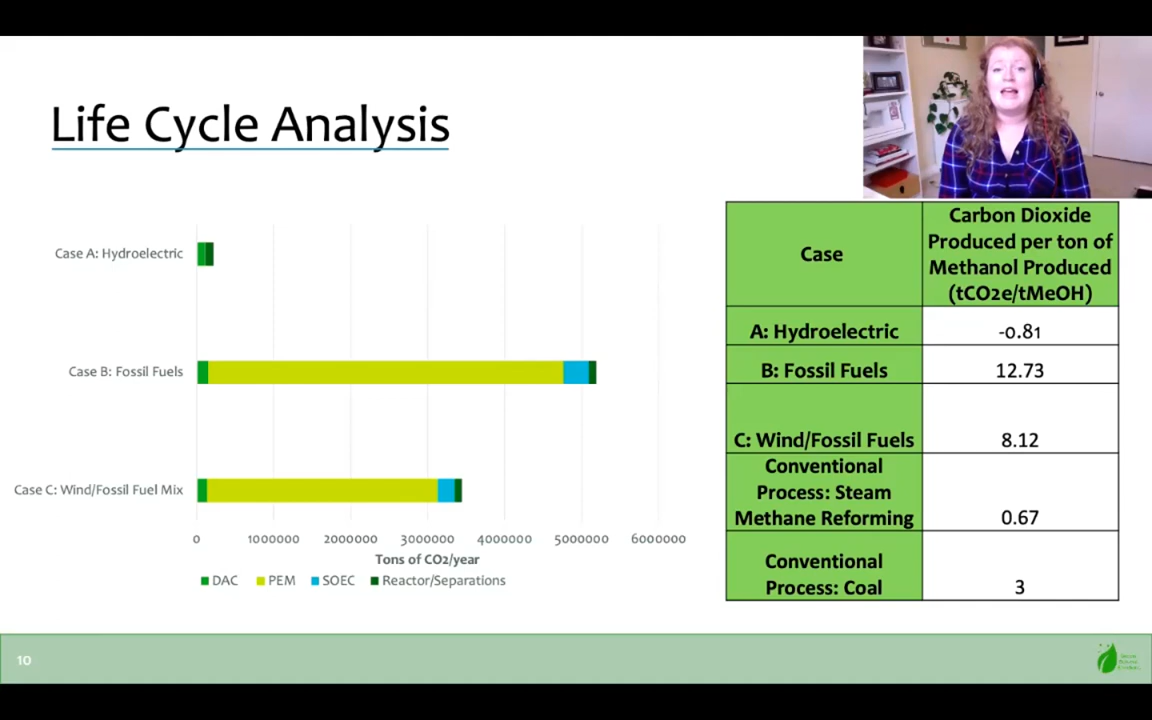 Life Cycle Analysis
Case A: Hydroelectric
Case B: Fossil Fuels
Case C: Wind/Fossil Fuel Mix
0 1000000 2000000 3000000 4000000 5000000 6000000
Tons of CO2/year
DAC PEM SOEC Reactor/Separations
Case
Carbon Dioxide
Produced per ton of
Methanol Produced
(tCO2e/tMeOH)
A: Hydroelectric -0.81
B: Fossil Fuels 12.73
C: Wind/Fossil Fuels 8.12
Conventional
Process: Steam
Methane Reforming 0.67
Conventional
Process: Coal 3
10